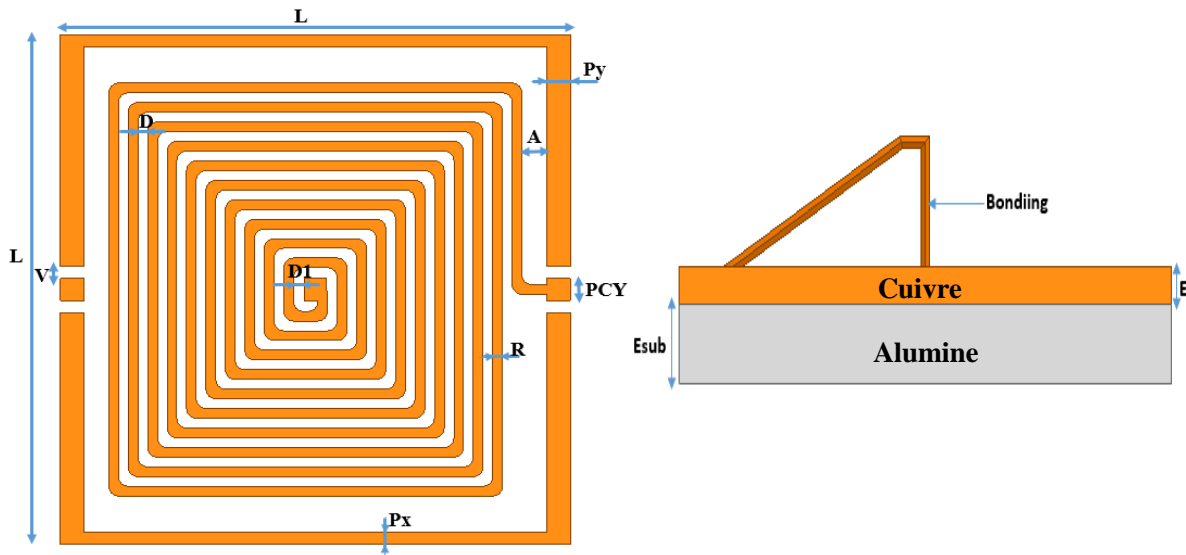 L
Py
D
A
L
V
D1
PCY
R
Px
Bondiing
Cuivre
E
Esub
Alumine